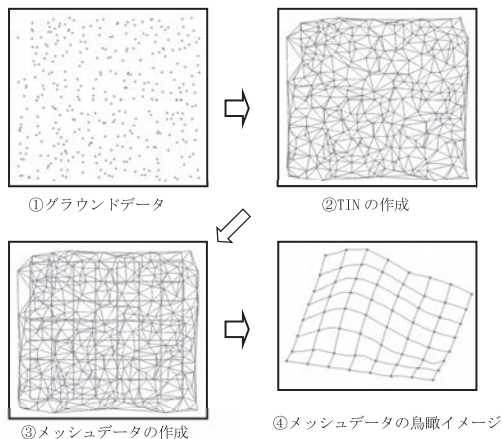 ①グラウンドデータ
②TINの作成
③メッシュデータの作成
④メッシュデータの鳥瞰イメージ